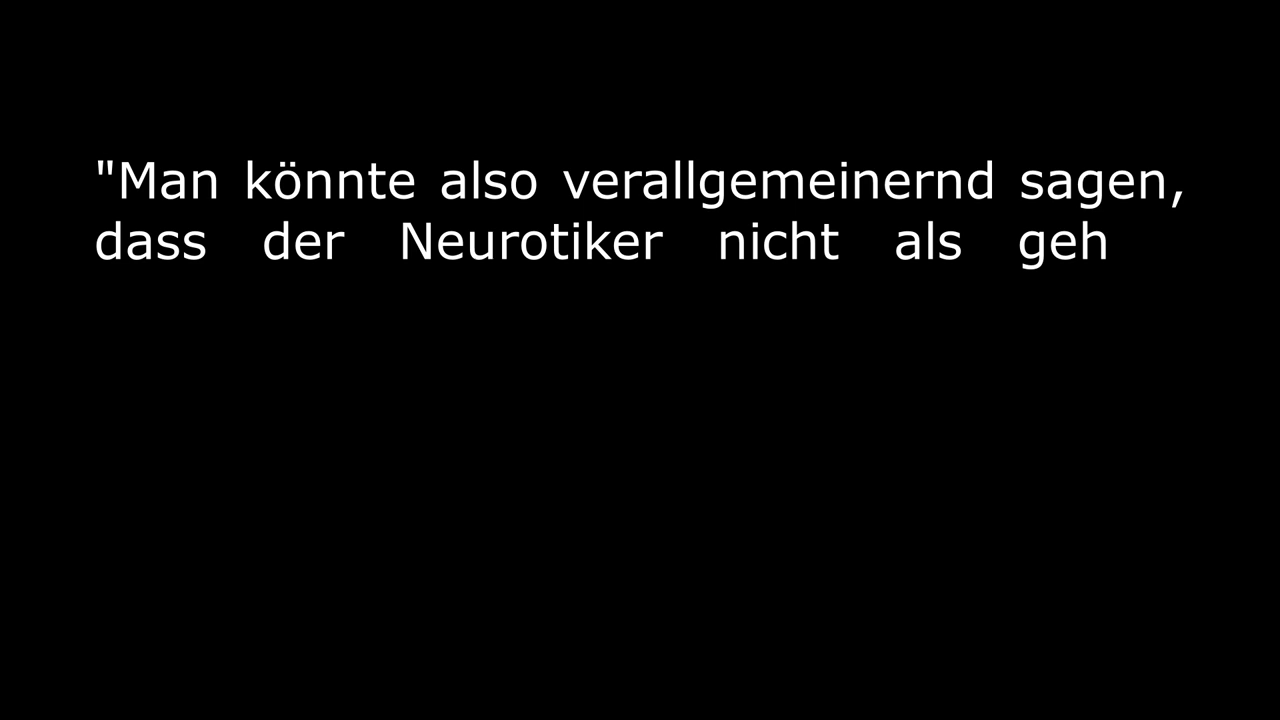 "Man könnte also verallgemeinernd sagen,
dass der Neurotiker nicht als geh